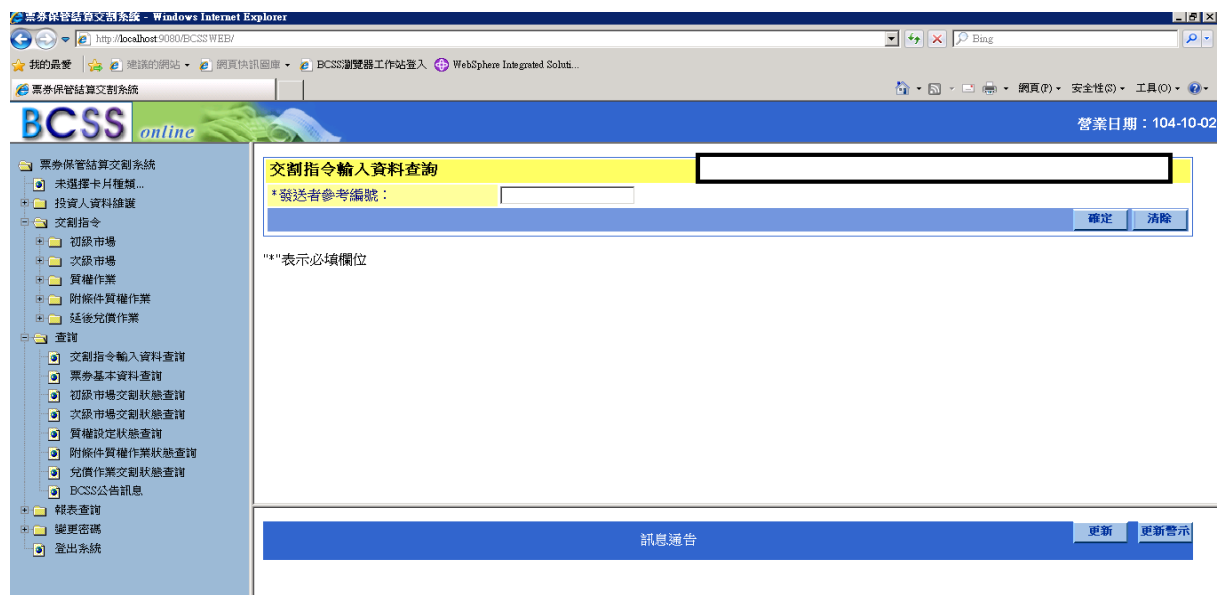 票券保管結算交割系統 - Windows Internet Explorer
http://localhost:9080/BCSSWEB/
Bing
我的最愛 建議的網站 網頁快訊圖庫 BCSS瀏覽器工作站登入 WebSphere Integrated Soluti...
票券保管結算交割系統
網頁(P) 安全性(S) 工具(O)
BCSS online
營業日期：104-10-02
票券保管結算交割系統
未選擇卡片種類...
投資人資料維護
交割指令
初級市場
次級市場
質權作業
附條件質權作業
延後兌償作業
查詢
交割指令輸入資料查詢
票券基本資料查詢
初級市場交割狀態查詢
次級市場交割狀態查詢
質權設定狀態查詢
附條件質權作業狀態查詢
兌償作業交割狀態查詢
BCSS公告訊息
報表查詢
變更密碼
登出系統
交割指令輸入資料查詢
*發送者參考編號：
確定 清除
"*"表示必填欄位
訊息通告
更新 更新警示